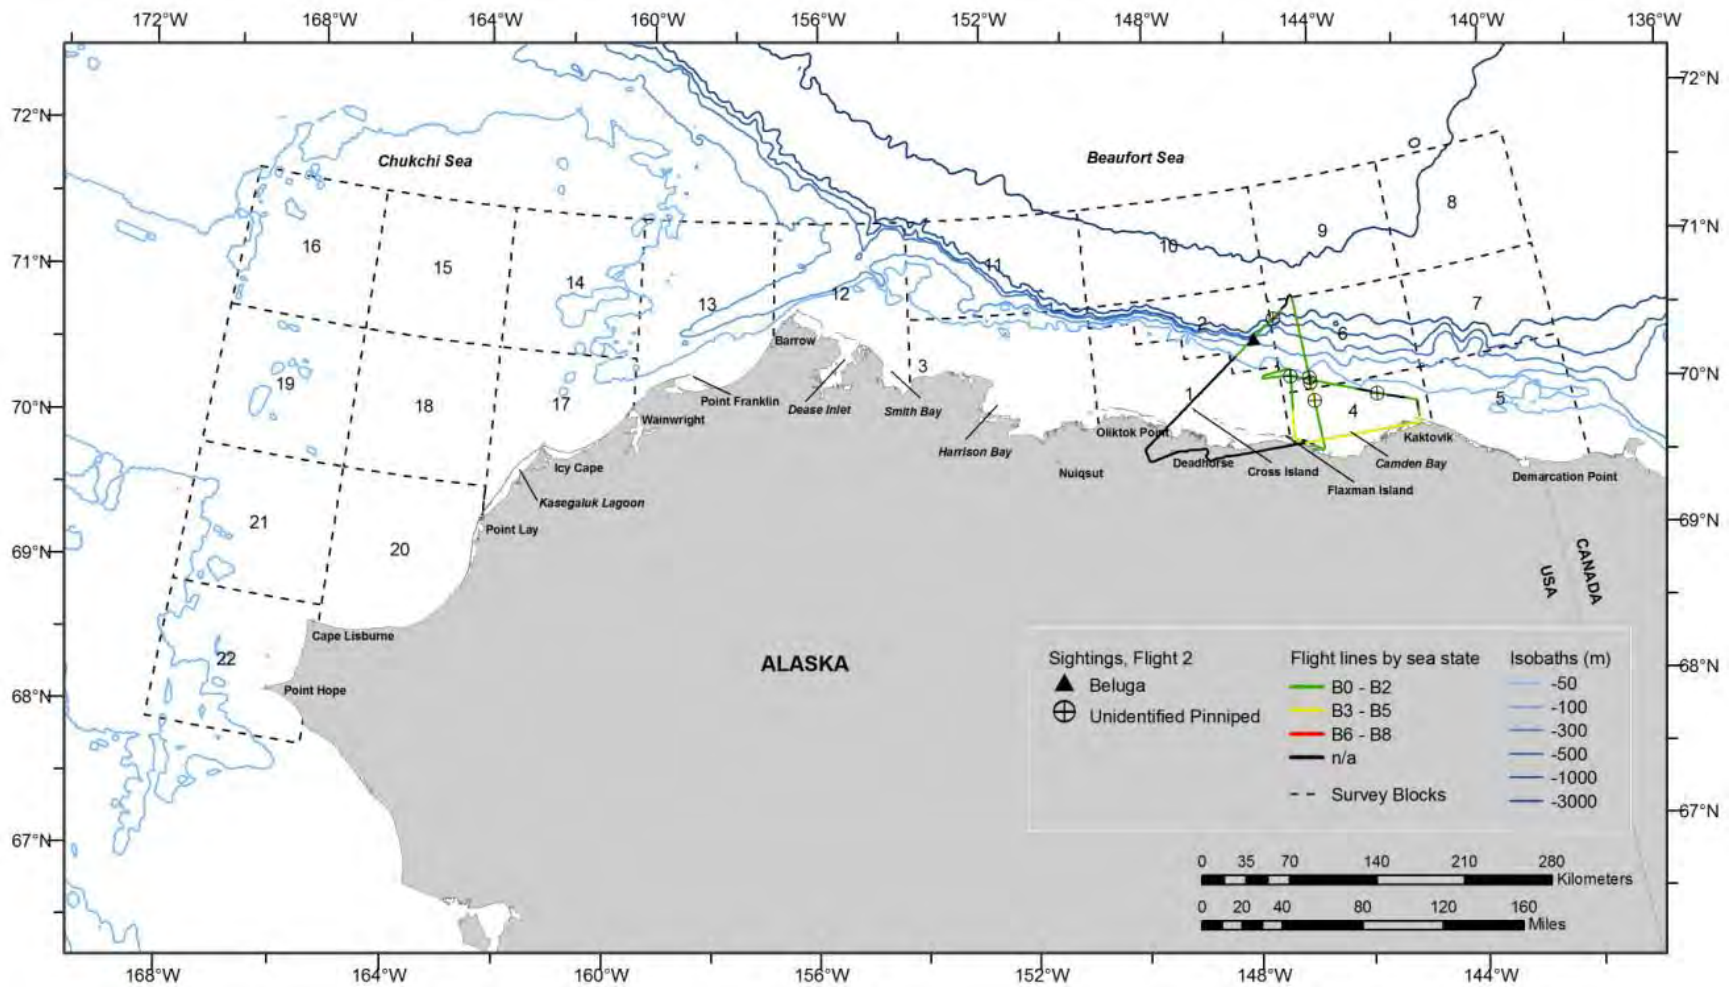 172°W 168°W 164°W 160°W 156°W 152°W 148°W 144°W 140°W 136°W
72°N
72°N
Chukchi Sea
Beaufort Sea
8
9
16
15
10
71°N
71°N
11
14
12
13
7
2
6
Barrow
70°N
70°N
3
19
18
17
Point Franklin
Dease Inlet
Smith Bay
1
4
5
Wainwright
Harrison Bay
Oliktok Point
Kaktovik
Icy Cape
Nuiqsut
Deadhorse
Cross Island
Camden Bay
Flaxman Island
Demarcation Point
Kasegaluk Lagoon
21
Point Lay
69°N
69°N
20
USA
CANADA
Cape Lisburne
22
ALASKA
68°N
68°N
Point Hope
Sightings, Flight 2
Beluga
Unidentified Pinniped
Flight lines by sea state
B0 - B2
B3 - B5
B6 - B8
n/a
Survey Blocks
Isobaths (m)
-50
-100
-300
-500
-1000
-3000
67°N
67°N
0 35 70 140 210 280
Kilometers
0 20 40 80 120 160
Miles
168°W 164°W 160°W 156°W 152°W 148°W 144°W